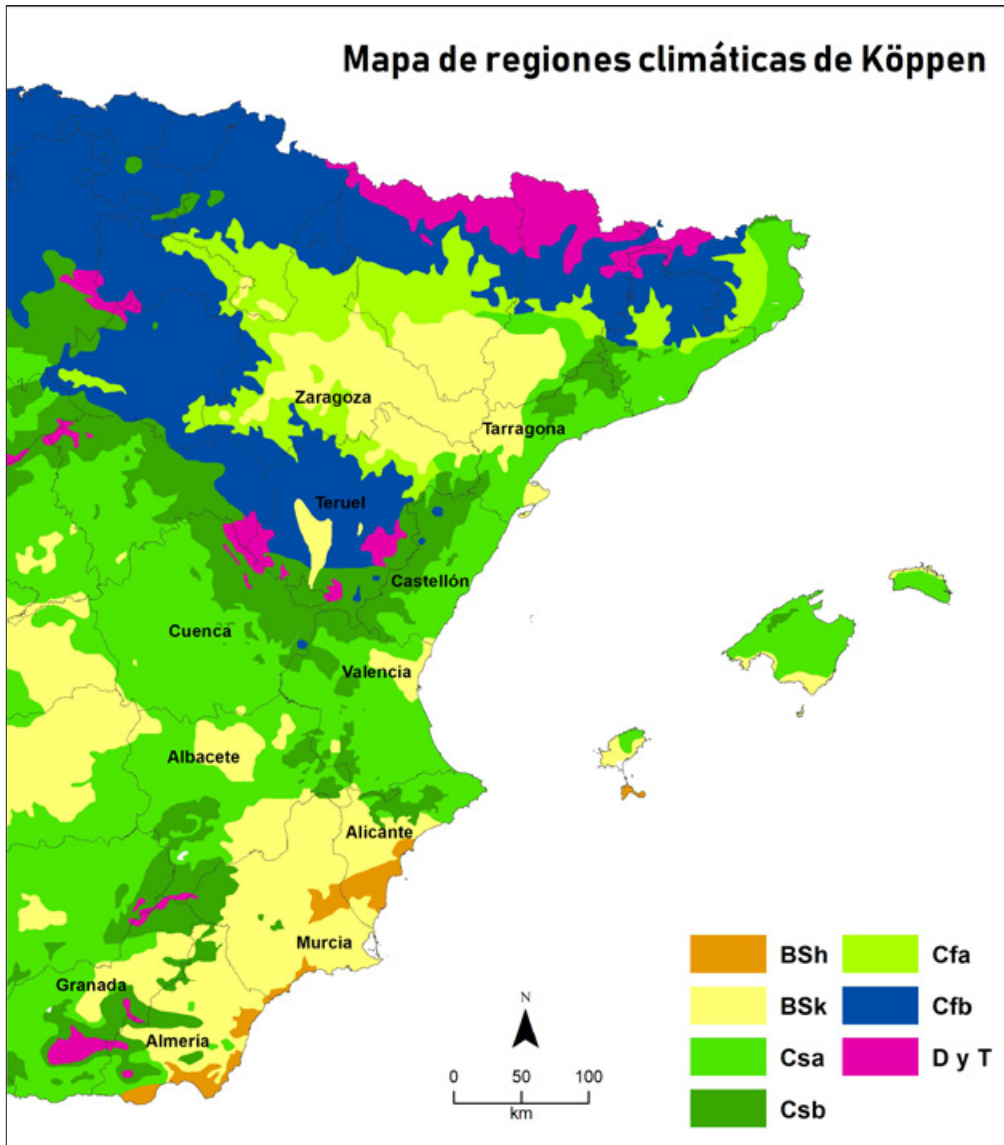 Mapa de regiones climáticas de Köppen
Zaragoza
Tarragona
Teruel
Castellón
Cuenca
Valencia
Albacete
Alicante
Murcia
Granada
Almería
N
0 50 100
km
BSh
BSk
Csa
Csb
Cfa
Cfb
D y T